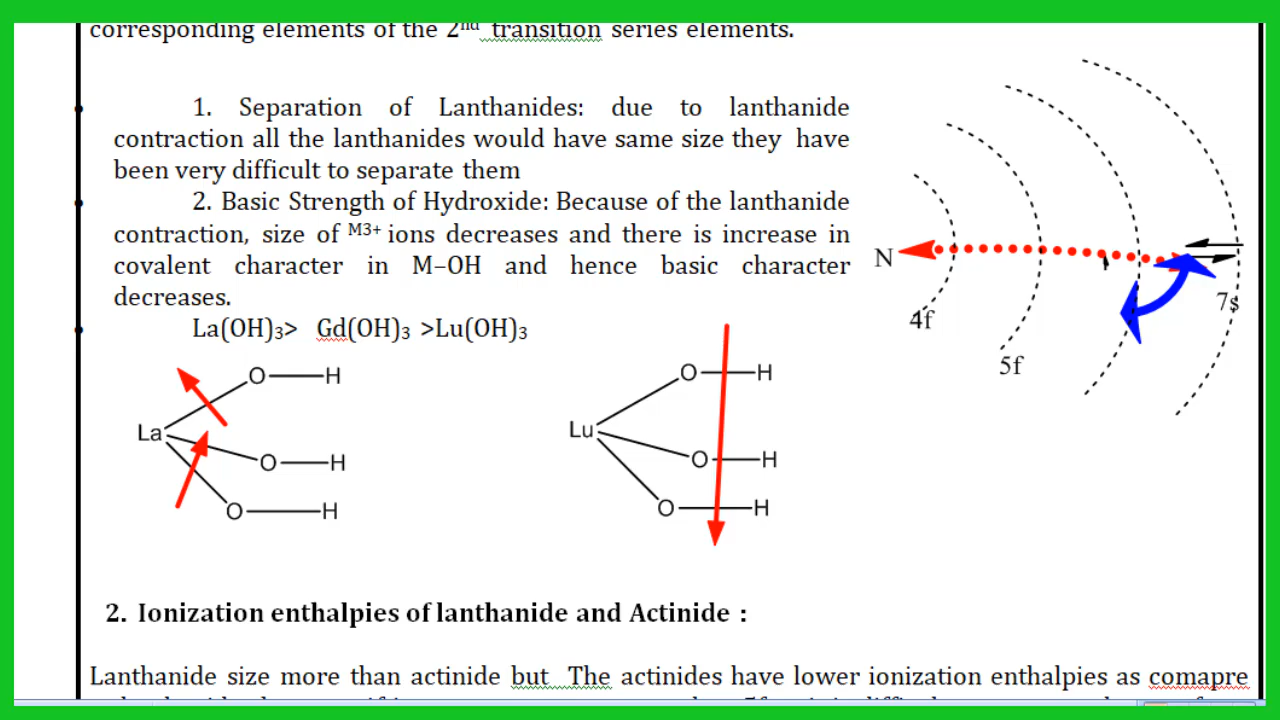 corresponding elements of the 2nd transition series elements.
1. Separation of Lanthanides: due to lanthanide
contraction all the lanthanides would have same size they have
been very difficult to separate them
2. Basic Strength of Hydroxide: Because of the lanthanide
contraction, size of M3+ ions decreases and there is increase in
covalent character in M–OH and hence basic character
decreases.
La(OH)3> Gd(OH)3 >Lu(OH)3
N
4f
5f
7s
La
O H
O H
O H
Lu
O H
O H
O H
2. Ionization enthalpies of lanthanide and Actinide :
Lanthanide size more than actinide but The actinides have lower ionization enthalpies as comapre